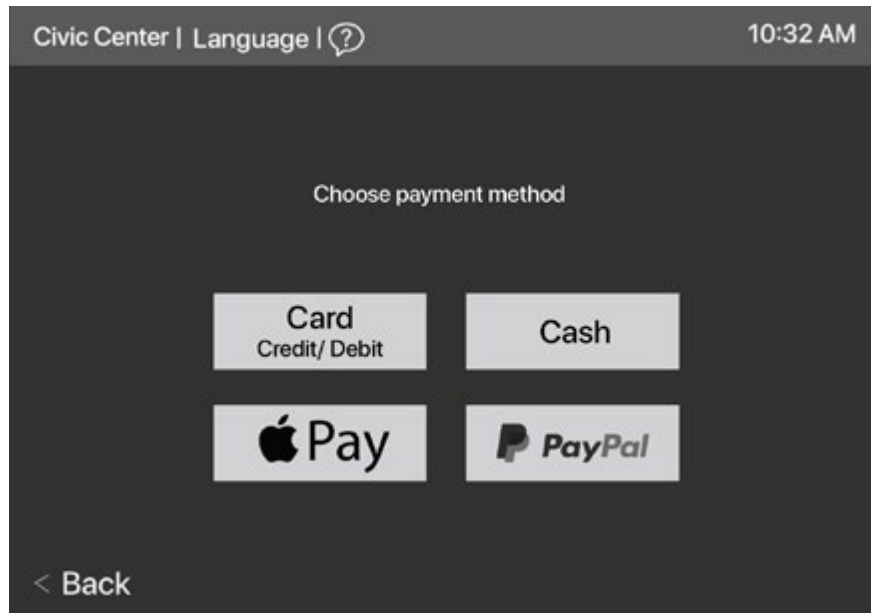 Civic Center | Language | ?
10:32 AM
Choose payment method
Card
Credit/ Debit
Cash
Pay
PayPal
< Back